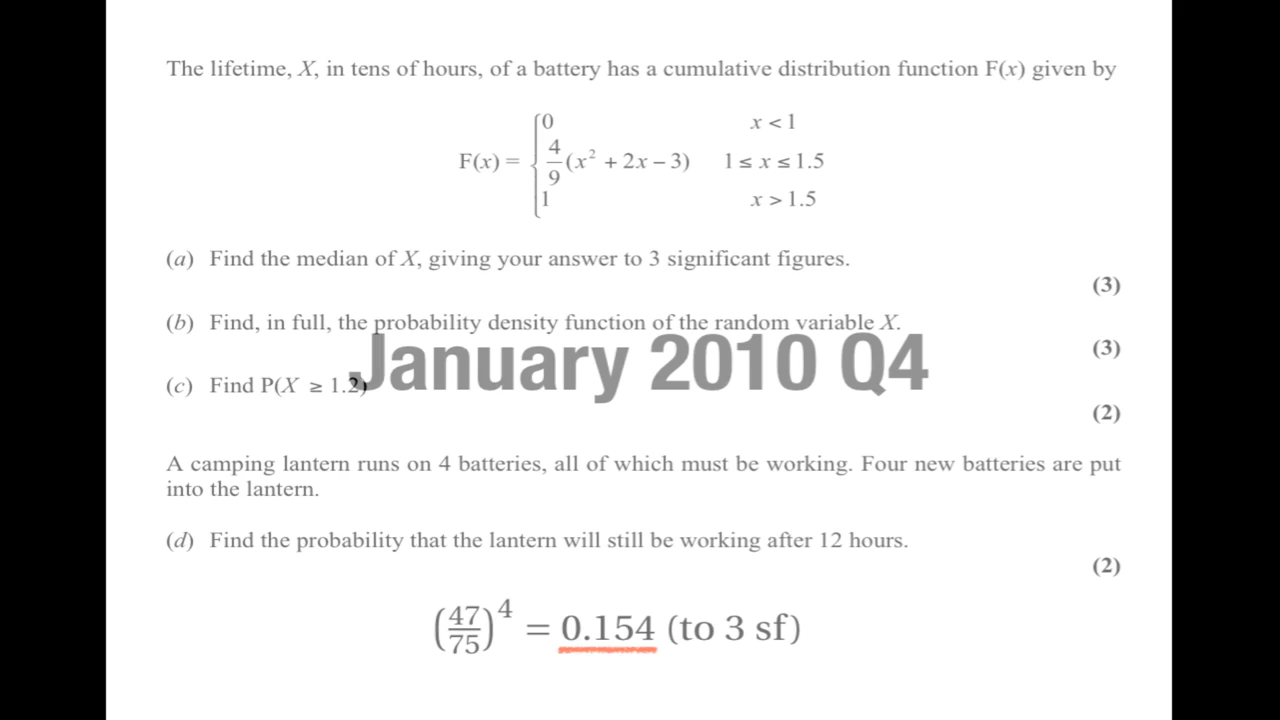 The lifetime, X, in tens of hours, of a battery has a cumulative distribution function F(x) given by
0 x < 1
F(x) = 4/9 (x² + 2x – 3) 1 ≤ x ≤ 1.5
1 x > 1.5
(a) Find the median of X, giving your answer to 3 significant figures.
(3)
(b) Find, in full, the probability density function of the random variable X.
(3)
January 2010 Q4
(c) Find P(X ≥ 1.2)
(2)
A camping lantern runs on 4 batteries, all of which must be working. Four new batteries are put
into the lantern.
(d) Find the probability that the lantern will still be working after 12 hours.
(2)
(47/75)⁴ = 0.154 (to 3 sf)